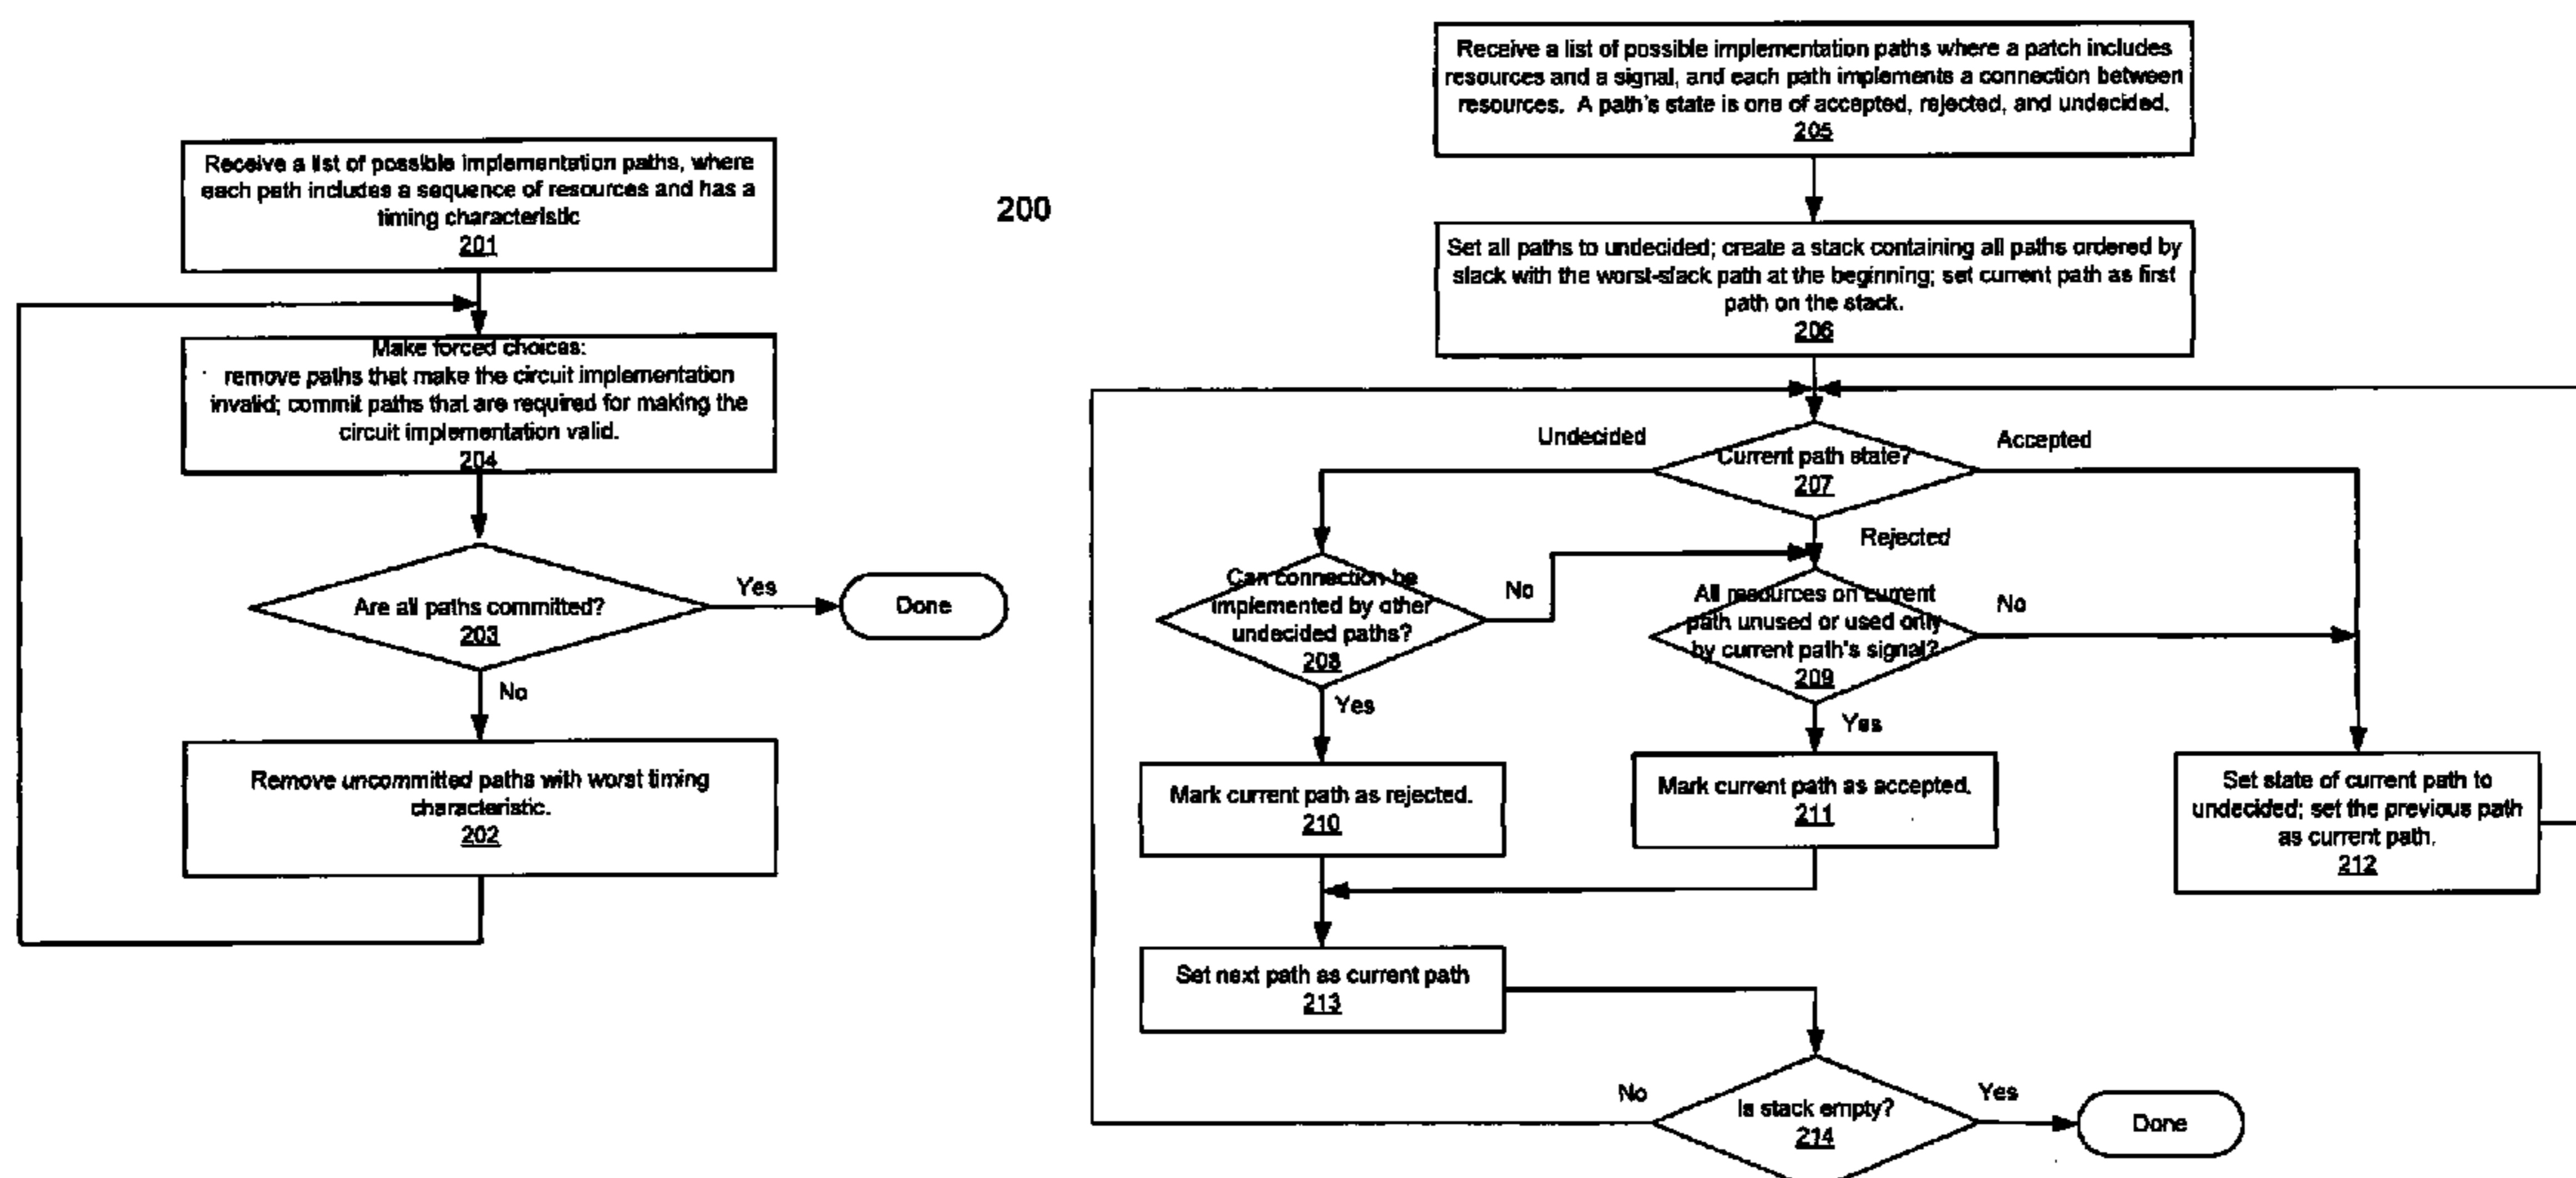 Receive a list of possible implementation paths, where
each path includes a sequence of resources and has a
timing characteristic
201
Make forced choices:
remove paths that make the circuit implementation
invalid; commit paths that are required for making the
circuit implementation valid.
204
Are all paths committed?
203
Yes
Done
No
Remove uncommitted paths with worst timing
characteristic.
202
200
Receive a list of possible implementation paths where a patch includes
resources and a signal, and each path implements a connection between
resources. A path's state is one of accepted, rejected, and undecided.
205
Set all paths to undecided; create a stack containing all paths ordered by
slack with the worst-slack path at the beginning; set current path as first
path on the stack.
206
Undecided
Current path state?
207
Accepted
Rejected
Can connection be
implemented by other
undecided paths?
208
No
All resources on current
path unused or used only
by current path's signal?
209
No
Yes
Yes
Mark current path as rejected.
210
Mark current path as accepted.
211
Set state of current path to
undecided; set the previous path
as current path.
212
Set next path as current path
213
No
Is stack empty?
214
Yes
Done